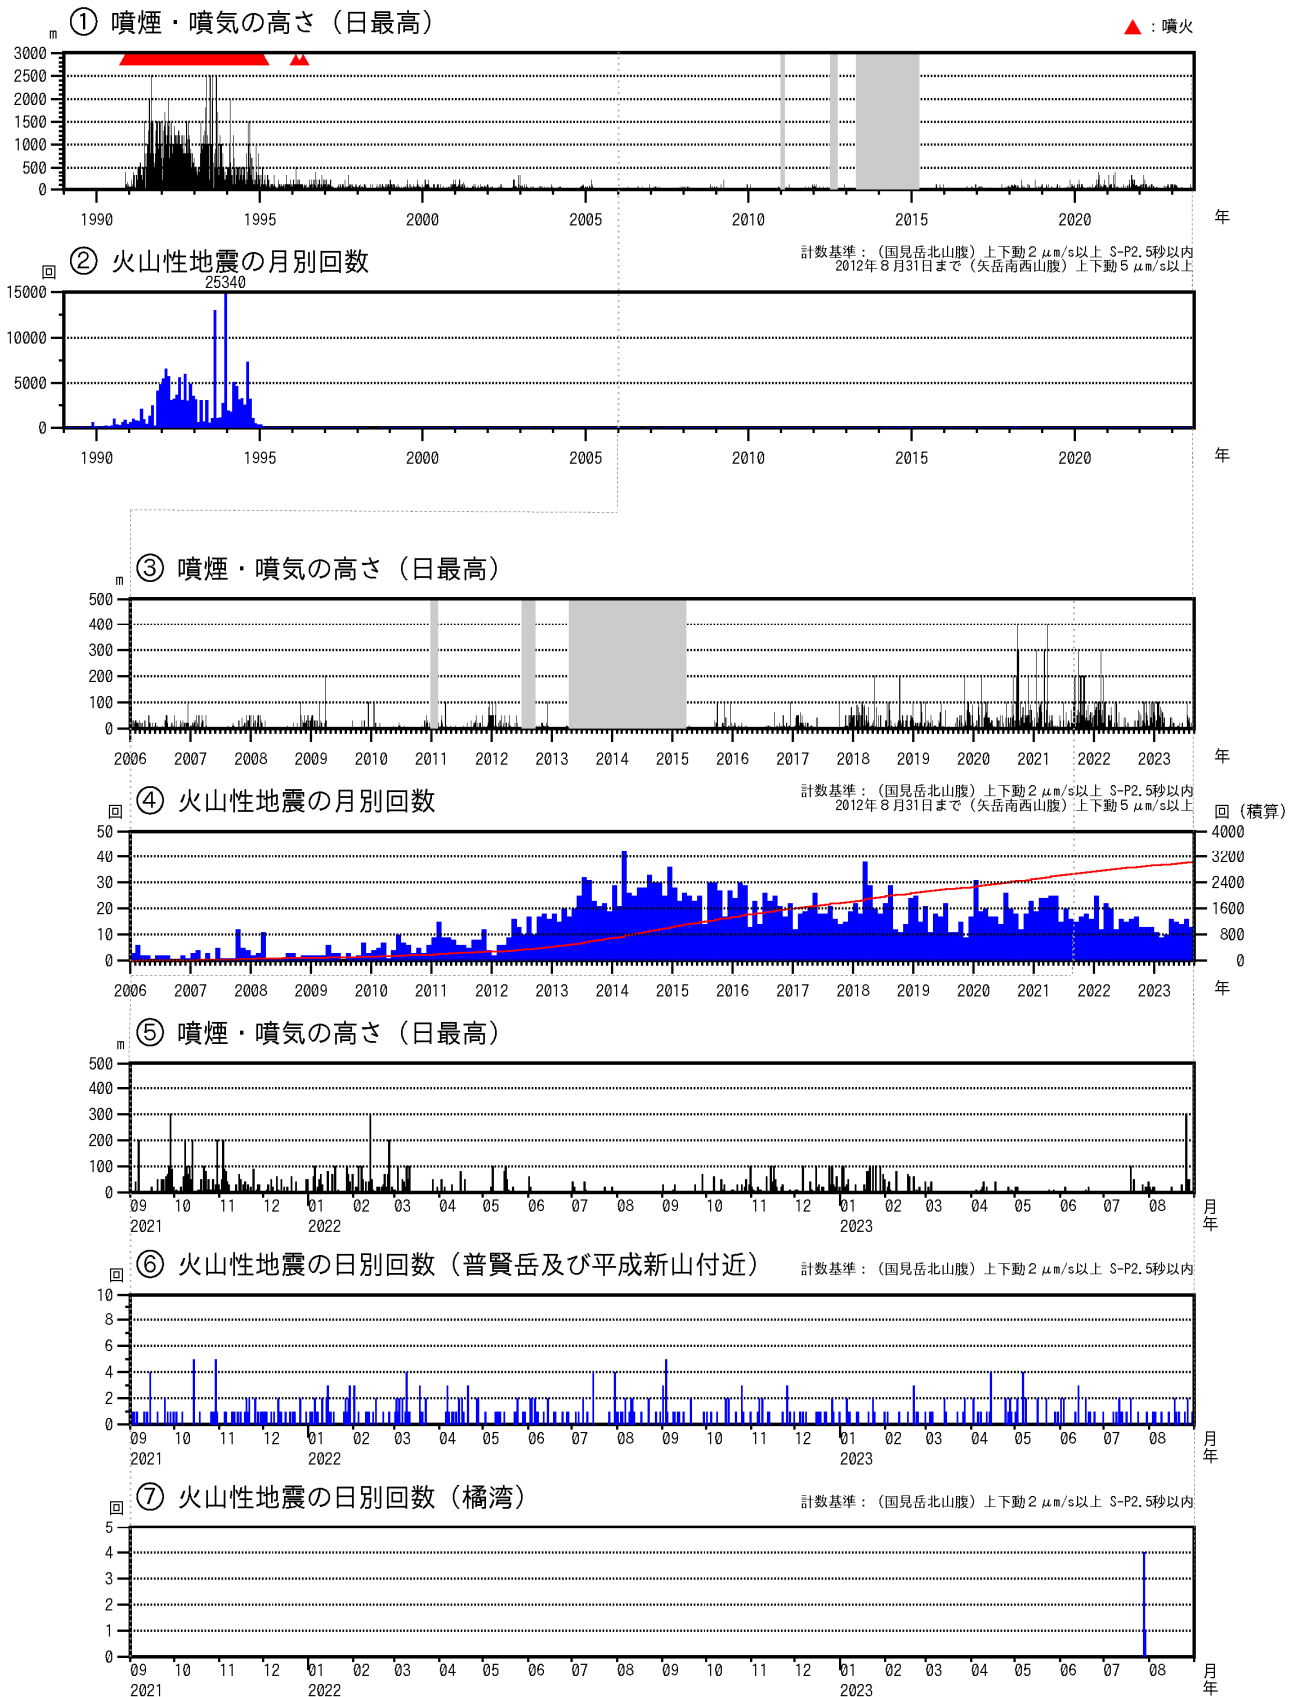 ① 噴煙・噴気の高さ（日最高）
▲：噴火
m
3000
2500
2000
1500
1000
500
0
1990 1995 2000 2005 2010 2015 2020 年
② 火山性地震の月別回数
計数基準：（国見岳北山腹）上下動２μm/s以上 S-P2.5秒以内
2012年８月31日まで（矢岳南西山腹）上下動５μm/s以上
回
25340
15000
10000
5000
0
1990 1995 2000 2005 2010 2015 2020 年
③ 噴煙・噴気の高さ（日最高）
m
500
400
300
200
100
0
2006 2007 2008 2009 2010 2011 2012 2013 2014 2015 2016 2017 2018 2019 2020 2021 2022 2023 年
④ 火山性地震の月別回数
計数基準：（国見岳北山腹）上下動２μm/s以上 S-P2.5秒以内
2012年８月31日まで（矢岳南西山腹）上下動５μm/s以上
回 回（積算）
50 4000
40 3200
30 2400
20 1600
10 800
0 0
2006 2007 2008 2009 2010 2011 2012 2013 2014 2015 2016 2017 2018 2019 2020 2021 2022 2023 年
⑤ 噴煙・噴気の高さ（日最高）
m
500
400
300
200
100
0
09 10 11 12 01 02 03 04 05 06 07 08 09 10 11 12 01 02 03 04 05 06 07 08 月
2021 2022 2023 年
⑥ 火山性地震の日別回数（普賢岳及び平成新山付近）
計数基準：（国見岳北山腹）上下動２μm/s以上 S-P2.5秒以内
回
10
8
6
4
2
0
09 10 11 12 01 02 03 04 05 06 07 08 09 10 11 12 01 02 03 04 05 06 07 08 月
2021 2022 2023 年
⑦ 火山性地震の日別回数（橘湾）
計数基準：（国見岳北山腹）上下動２μm/s以上 S-P2.5秒以内
回
5
4
3
2
1
0
09 10 11 12 01 02 03 04 05 06 07 08 09 10 11 12 01 02 03 04 05 06 07 08 月
2021 2022 2023 年